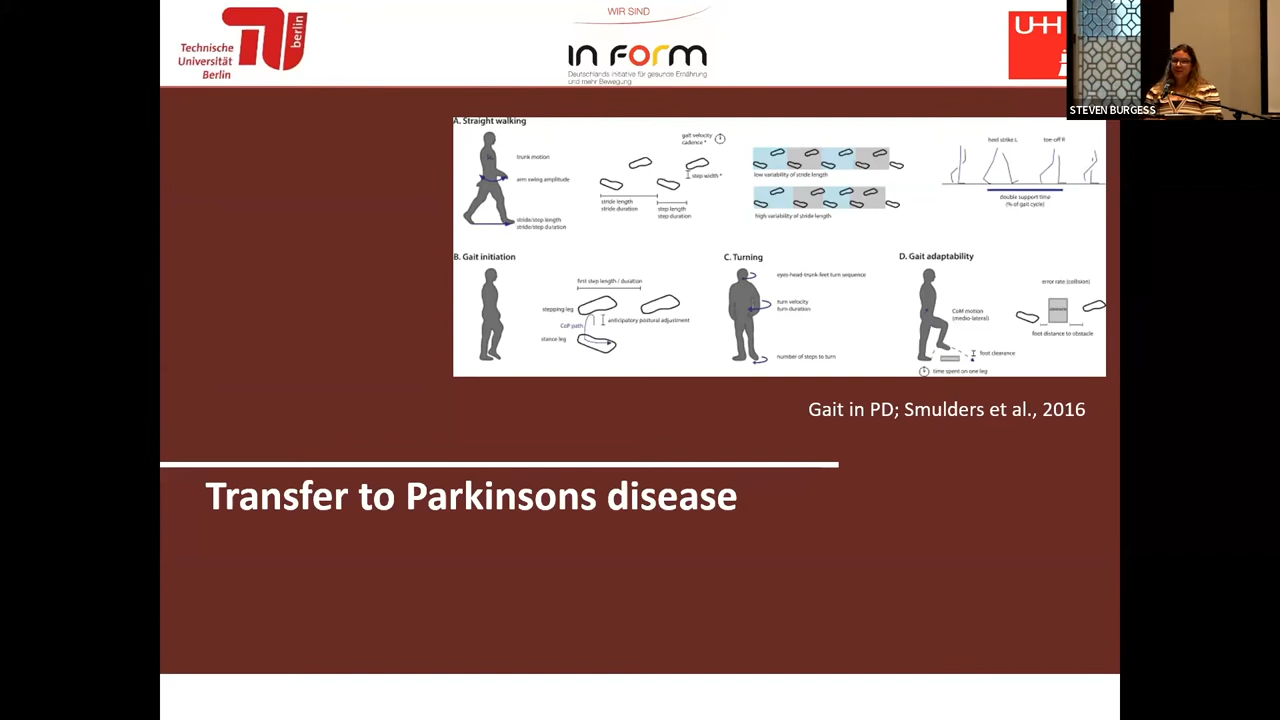 Technische
Universität
Berlin
berlin
WIR SIND
IN FORM
Deutschlands Initiative für gesunde Ernährung
und mehr Bewegung
UHH
STEVEN BURGESS
A. Straight walking
trunk motion
arm swing amplitude
stride/step length
stride/step duration
gait velocity
cadence *
step width *
stride length
stride duration
step length
step duration
low variability of stride length
high variability of stride length
heel strike L
toe-off R
double support time
(% of gait cycle)
B. Gait initiation
first step length / duration
stepping leg
CoP path
anticipatory postural adjustment
stance leg
C. Turning
eyes-head-trunk-feet turn sequence
turn velocity
turn duration
number of steps to turn
D. Gait adaptability
CoM motion
(medio-lateral)
error rate (collision)
obstacle
foot distance to obstacle
foot clearance
time spent on one leg
Gait in PD; Smulders et al., 2016
Transfer to Parkinsons disease